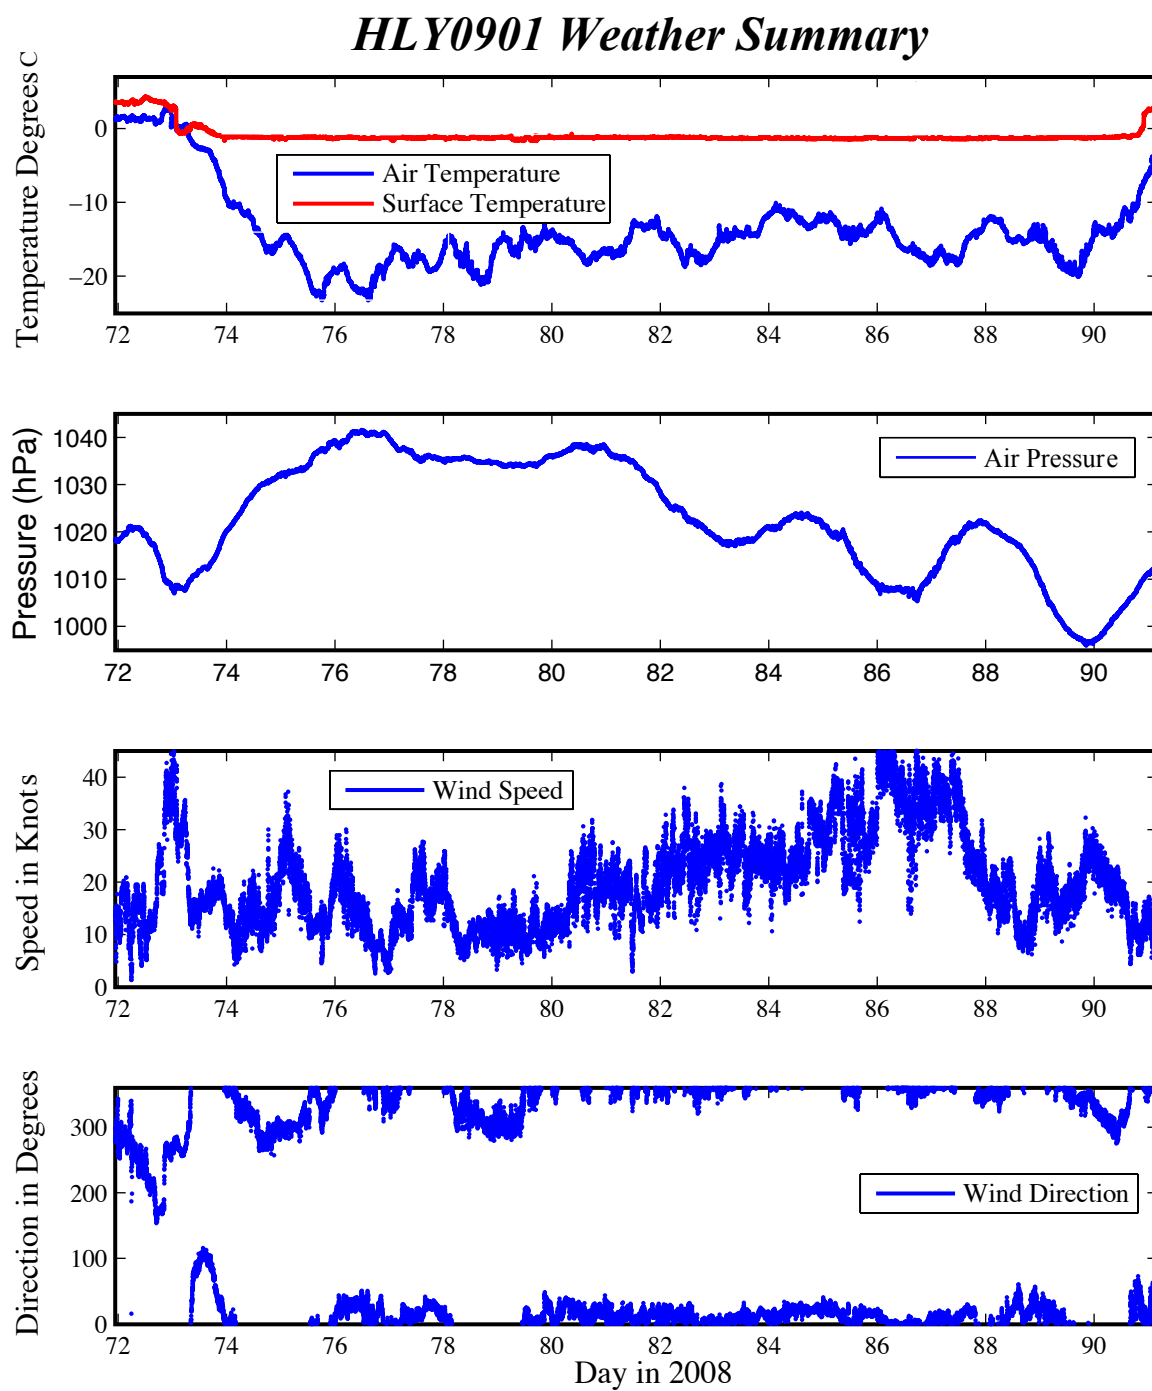 HLY0901 Weather Summary
Temperature Degrees C
0
−10
−20
Air Temperature
Surface Temperature
72 74 76 78 80 82 84 86 88 90
Pressure (hPa)
1040
1030
1020
1010
1000
Air Pressure
72 74 76 78 80 82 84 86 88 90
Speed in Knots
40
30
20
10
0
Wind Speed
72 74 76 78 80 82 84 86 88 90
Direction in Degrees
300
200
100
0
Wind Direction
72 74 76 78 80 82 84 86 88 90
Day in 2008